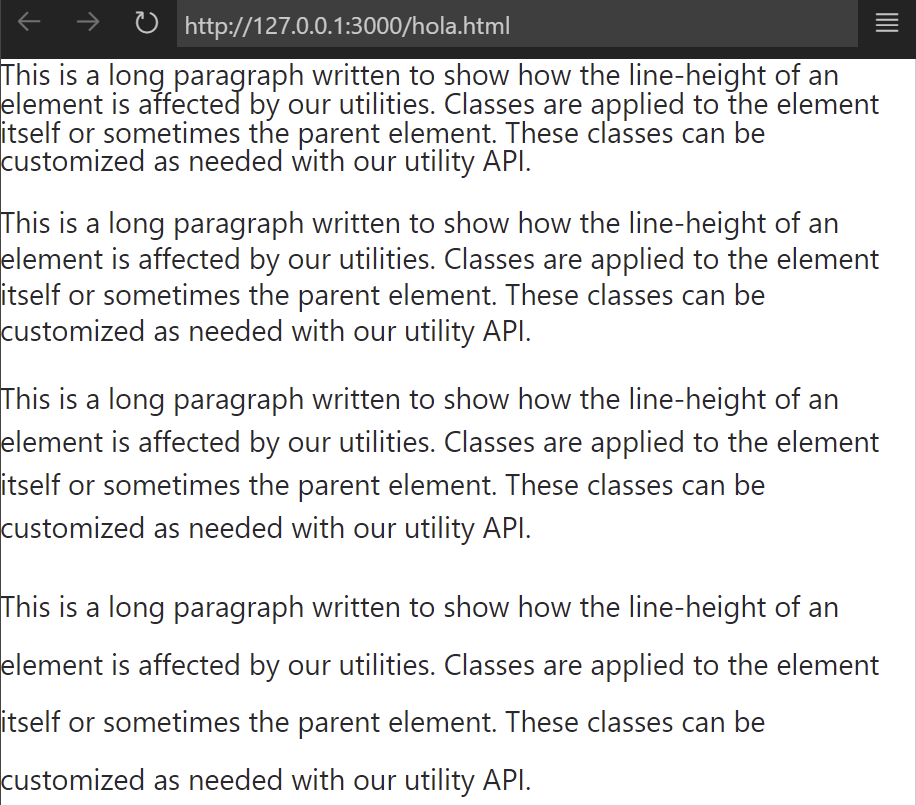 http://127.0.0.1:3000/hola.html
This is a long paragraph written to show how the line-height of an
element is affected by our utilities. Classes are applied to the element
itself or sometimes the parent element. These classes can be
customized as needed with our utility API.
This is a long paragraph written to show how the line-height of an
element is affected by our utilities. Classes are applied to the element
itself or sometimes the parent element. These classes can be
customized as needed with our utility API.
This is a long paragraph written to show how the line-height of an
element is affected by our utilities. Classes are applied to the element
itself or sometimes the parent element. These classes can be
customized as needed with our utility API.
This is a long paragraph written to show how the line-height of an
element is affected by our utilities. Classes are applied to the element
itself or sometimes the parent element. These classes can be
customized as needed with our utility API.